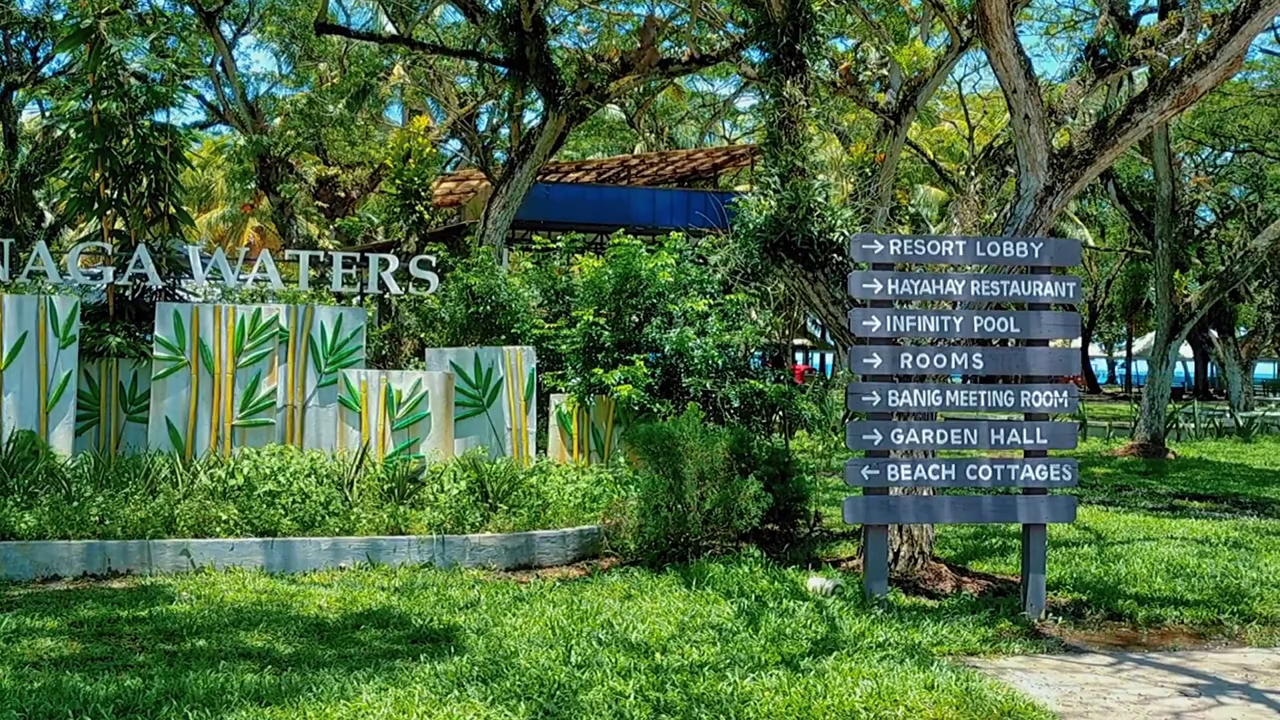 NAGA WATERS
→ RESORT LOBBY
→ HAYAHAY RESTAURANT
→ INFINITY POOL
→ ROOMS
→ BANIG MEETING ROOM
→ GARDEN HALL
← BEACH COTTAGES